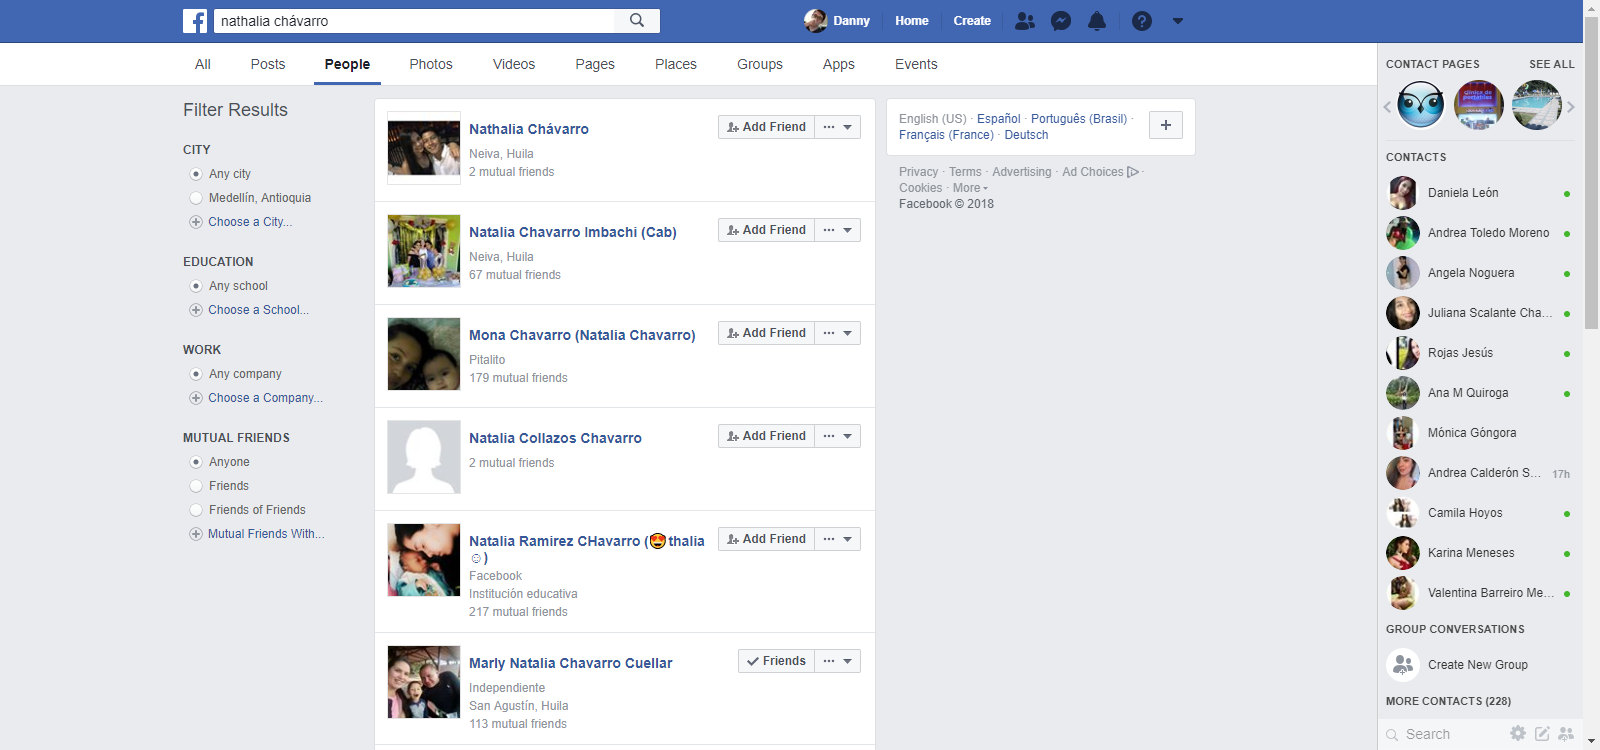 nathalia chávarro
Danny
Home
Create
All
Posts
People
Photos
Videos
Pages
Places
Groups
Apps
Events
Filter Results
CITY
Any city
Medellín, Antioquia
Choose a City...
EDUCATION
Any school
Choose a School...
WORK
Any company
Choose a Company...
MUTUAL FRIENDS
Anyone
Friends
Friends of Friends
Mutual Friends With...
Nathalia Chávarro
Neiva, Huila
2 mutual friends
Add Friend
Natalia Chavarro Imbachi (Cab)
Neiva, Huila
67 mutual friends
Add Friend
Mona Chavarro (Natalia Chavarro)
Pitalito
179 mutual friends
Add Friend
Natalia Collazos Chavarro
2 mutual friends
Add Friend
Natalia Ramirez CHavarro (😍thalia
☺)
Facebook
Institución educativa
217 mutual friends
Add Friend
Marly Natalia Chavarro Cuellar
Independiente
San Agustín, Huila
113 mutual friends
Friends
English (US) · Español · Português (Brasil) ·
Français (France) · Deutsch
Privacy · Terms · Advertising · Ad Choices ·
Cookies · More
Facebook © 2018
CONTACT PAGES
SEE ALL
CONTACTS
Daniela León
Andrea Toledo Moreno
Angela Noguera
Juliana Scalante Cha...
Rojas Jesús
Ana M Quiroga
Mónica Góngora
Andrea Calderón S...
17h
Camila Hoyos
Karina Meneses
Valentina Barreiro Me...
GROUP CONVERSATIONS
Create New Group
MORE CONTACTS (228)
Search